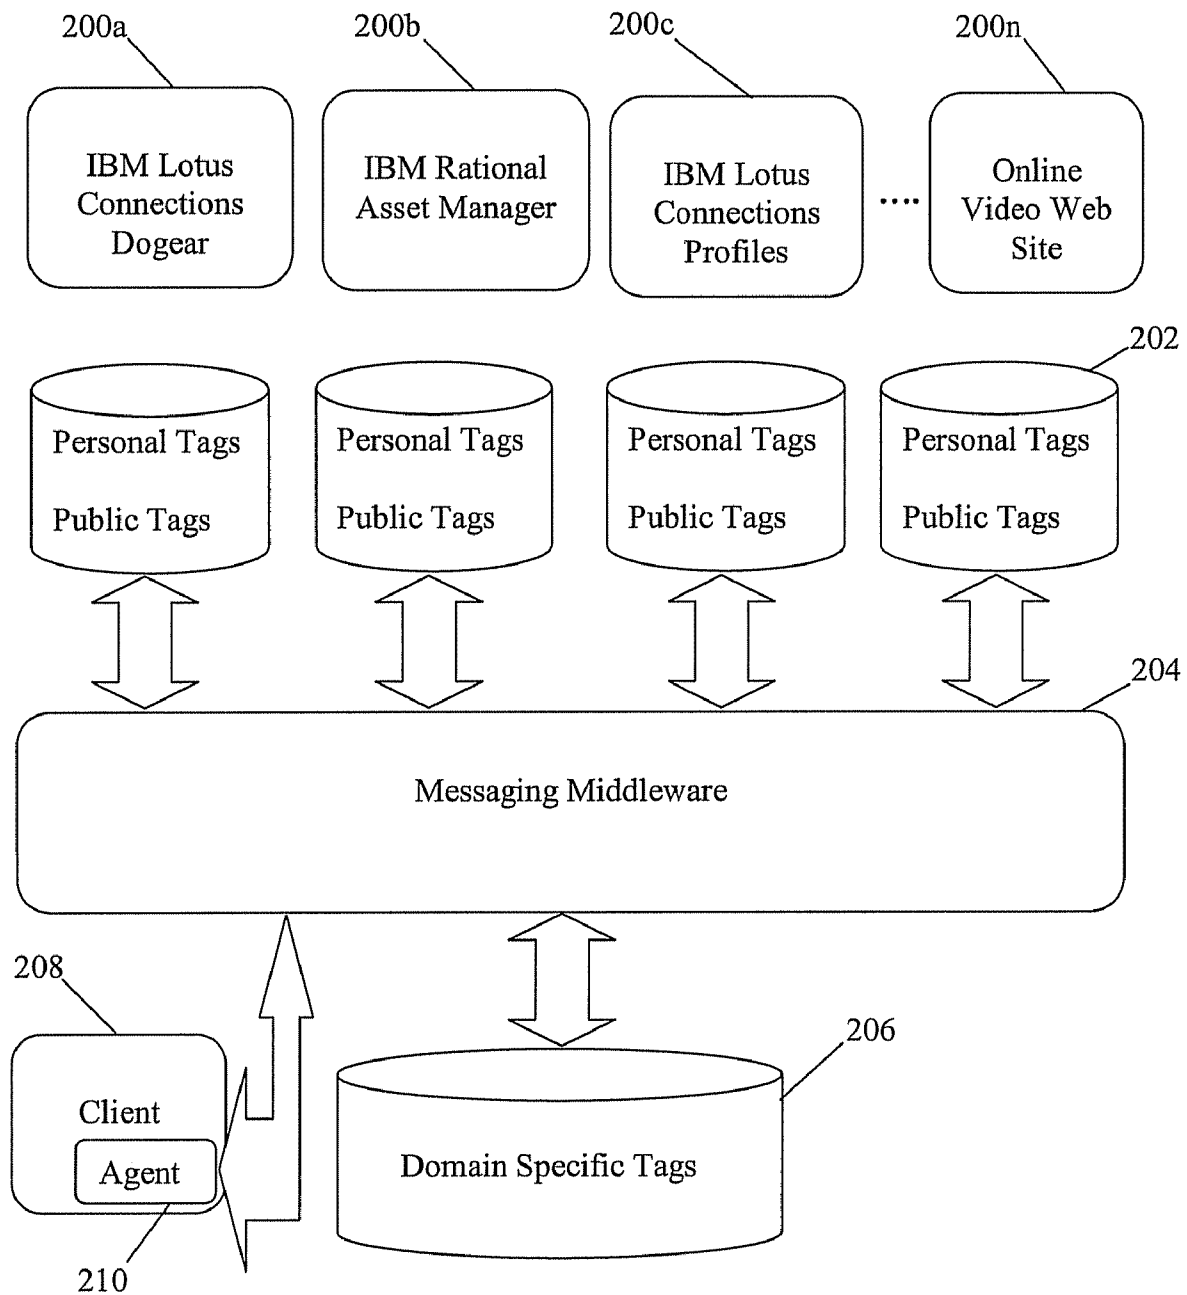 200a
200b
200c
200n
IBM Lotus
Connections
Dogear
IBM Rational
Asset Manager
IBM Lotus
Connections
Profiles
....
Online
Video Web
Site
202
Personal Tags
Public Tags
Personal Tags
Public Tags
Personal Tags
Public Tags
Personal Tags
Public Tags
204
Messaging Middleware
208
Client
Agent
210
206
Domain Specific Tags